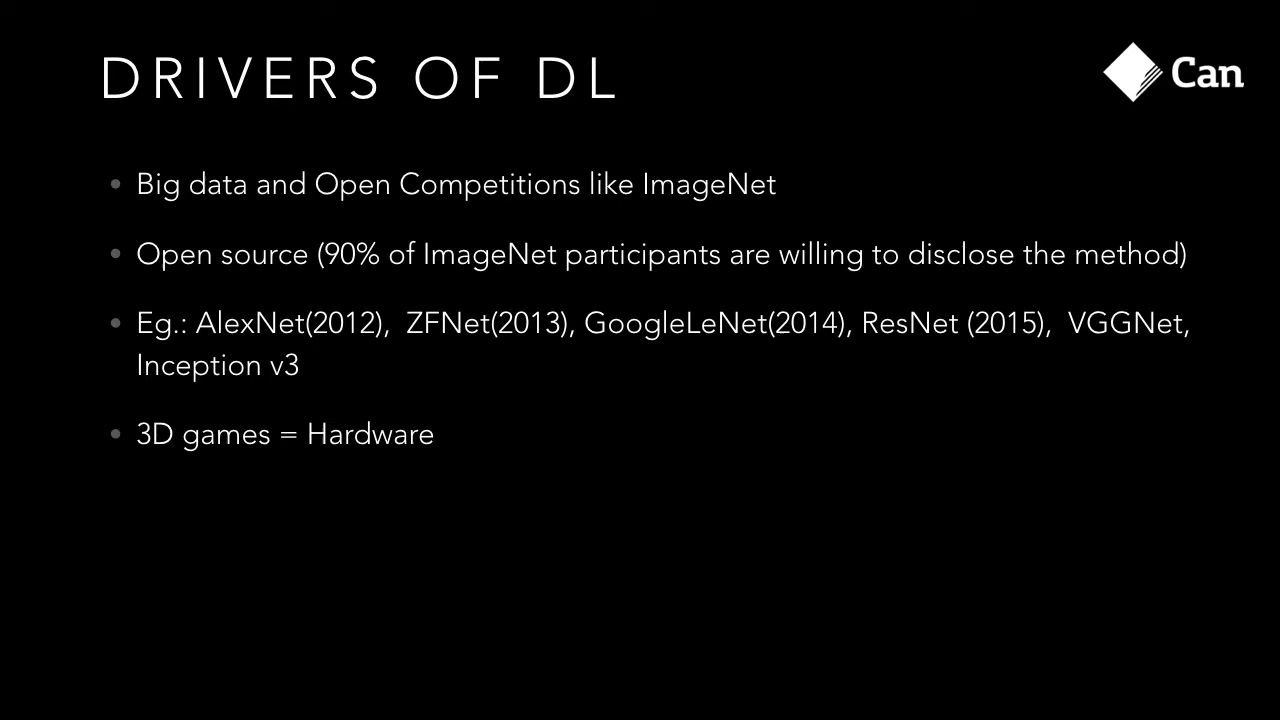 DRIVERS OF DL
Can
• Big data and Open Competitions like ImageNet
• Open source (90% of ImageNet participants are willing to disclose the method)
• Eg.: AlexNet(2012),  ZFNet(2013), GoogleLeNet(2014), ResNet (2015),  VGGNet,
Inception v3
• 3D games = Hardware